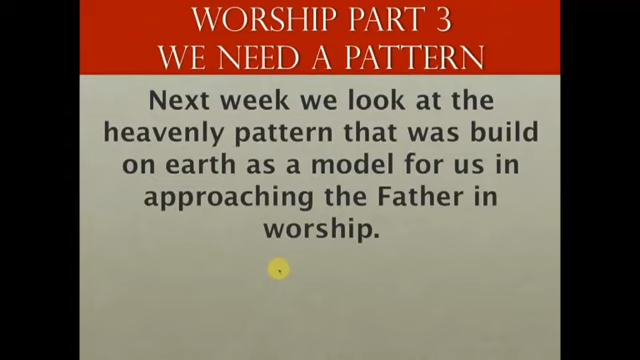 WORSHIP PART 3
WE NEED A PATTERN
Next week we look at the
heavenly pattern that was build
on earth as a model for us in
approaching the Father in
worship.